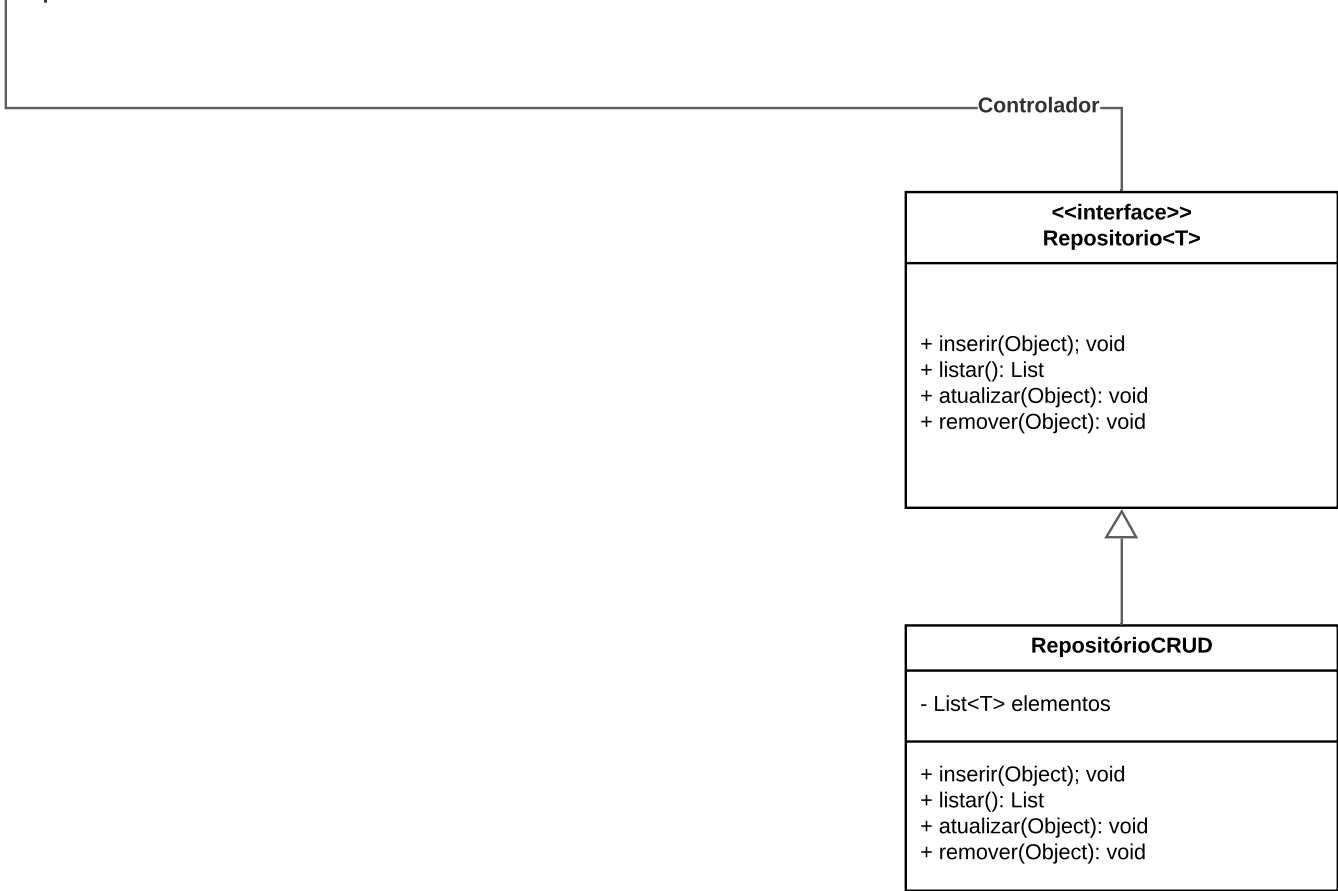 Controlador
<<interface>>
Repositorio<T>
+ inserir(Object); void
+ listar(): List
+ atualizar(Object): void
+ remover(Object): void
RepositórioCRUD
- List<T> elementos
+ inserir(Object); void
+ listar(): List
+ atualizar(Object): void
+ remover(Object): void